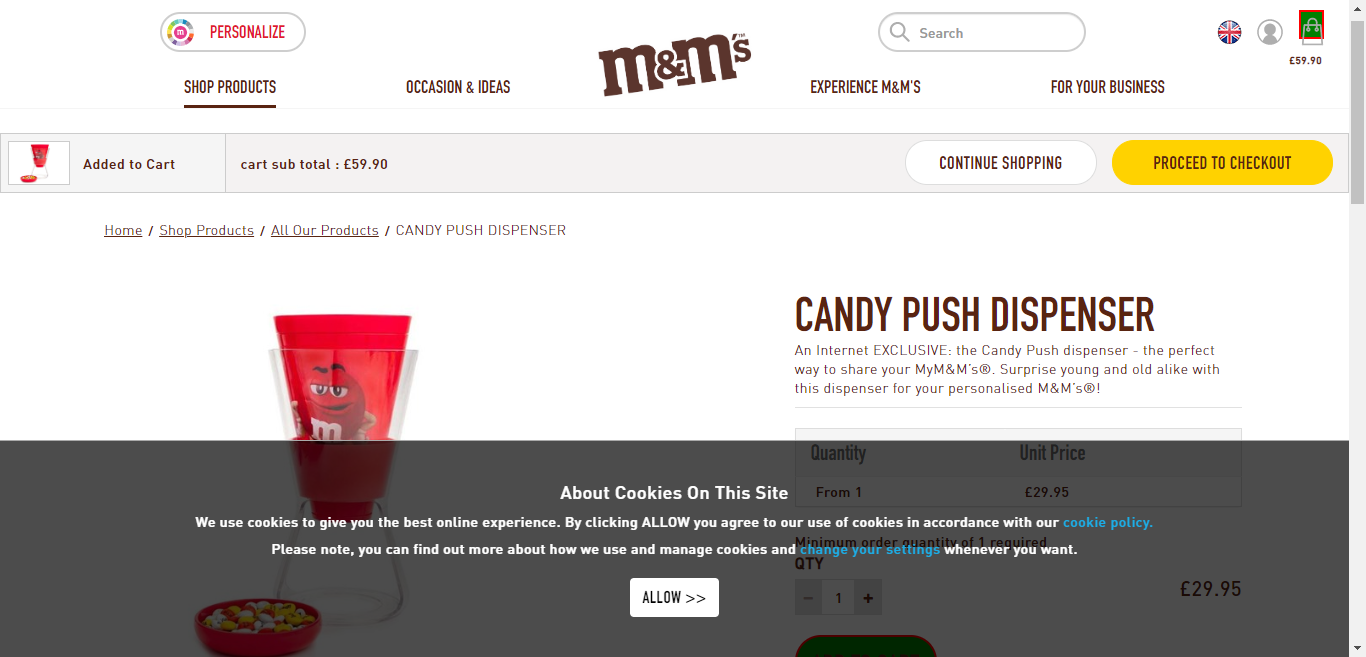 PERSONALIZE
m&m's™
Search
£59.90
SHOP PRODUCTS
OCCASION & IDEAS
EXPERIENCE M&M'S
FOR YOUR BUSINESS
Added to Cart
cart sub total : £59.90
CONTINUE SHOPPING
PROCEED TO CHECKOUT
Home / Shop Products / All Our Products / CANDY PUSH DISPENSER
CANDY PUSH DISPENSER
An Internet EXCLUSIVE: the Candy Push dispenser - the perfect
way to share your MyM&M's®. Surprise young and old alike with
this dispenser for your personalised M&M's®!
m
Quantity Unit Price
From 1 £29.95
Minimum order quantity of 1 required
QTY
− 1 +
£29.95
About Cookies On This Site
We use cookies to give you the best online experience. By clicking ALLOW you agree to our use of cookies in accordance with our cookie policy.
Please note, you can find out more about how we use and manage cookies and change your settings whenever you want.
ALLOW >>